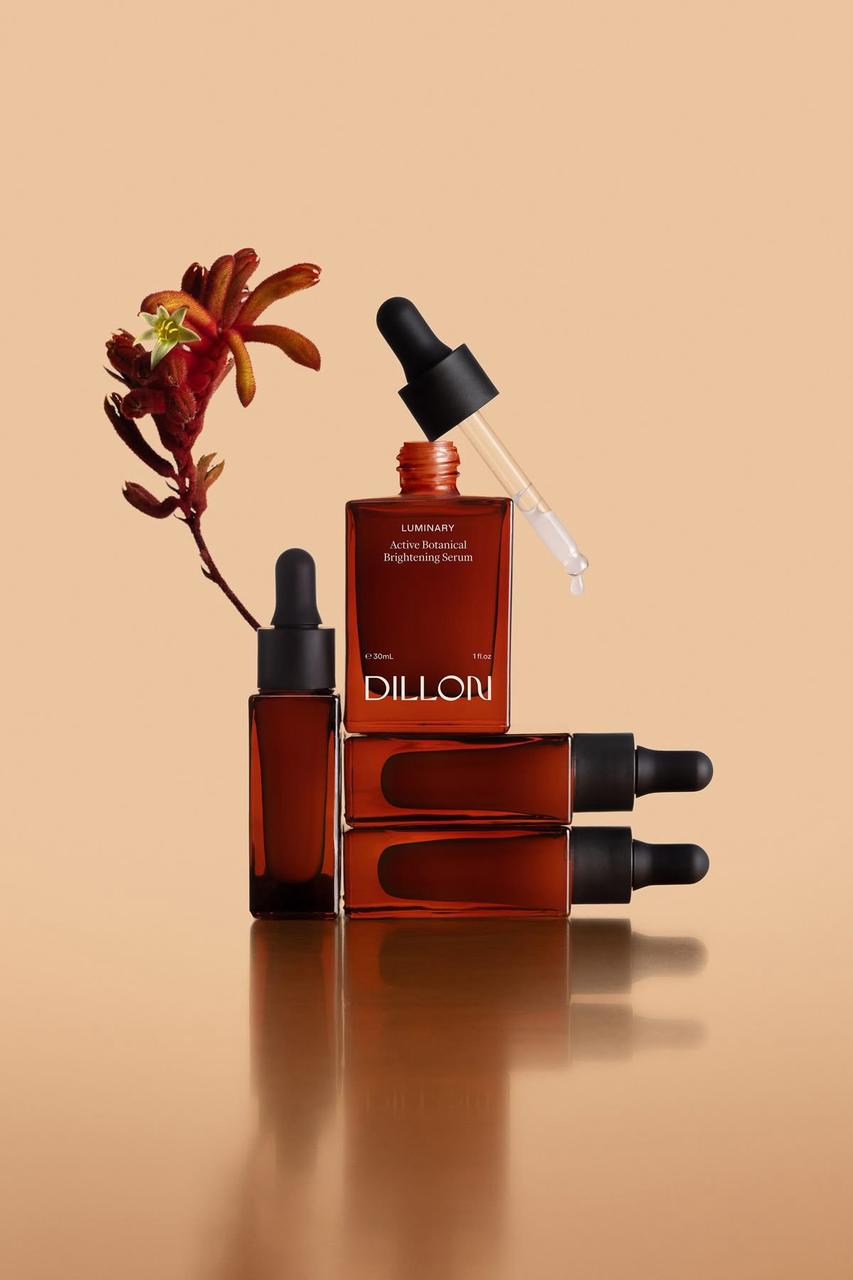 LUMINARY
Active Botanical
Brightening Serum
℮ 30mL 1 fl.oz
DILLON